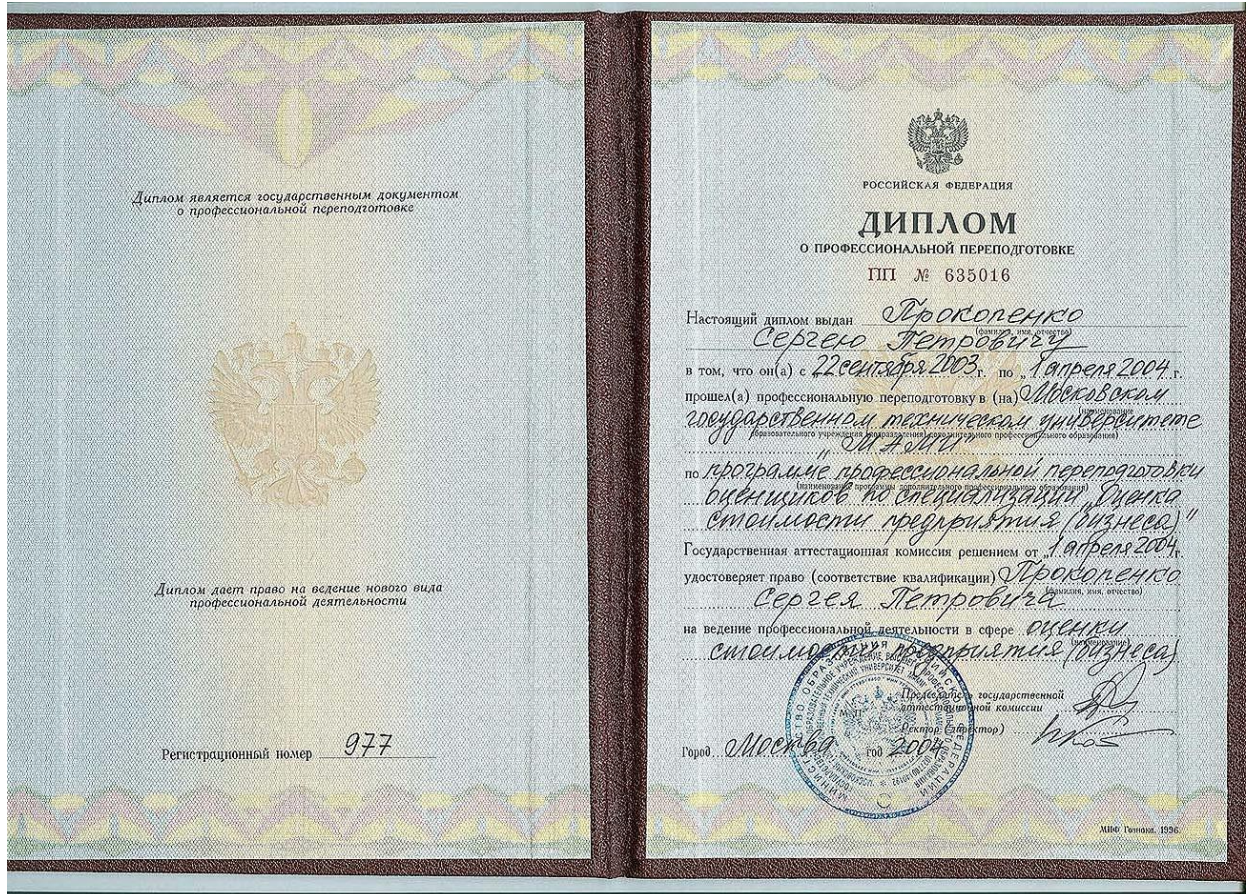 Диплом является государственным документом
о профессиональной переподготовке
Диплом дает право на ведение нового вида
профессиональной деятельности
Регистрационный номер 977
РОССИЙСКАЯ ФЕДЕРАЦИЯ
ДИПЛОМ
О ПРОФЕССИОНАЛЬНОЙ ПЕРЕПОДГОТОВКЕ
ПП № 635016
Настоящий диплом выдан Прокопенко
(фамилия, имя, отчество)
Сергею Петровичу
в том, что он(а) с 22 сентября 2003 г. по „1 апреля 2004 г.
прошел(а) профессиональную переподготовку в (на) Московском
(наименование
государственном техническом университете
образовательного учреждения (подразделения) дополнительного профессионального образования)
„МАМИ"
по программе профессиональной переподготовки
(наименование программы дополнительного профессионального образования)
оценщиков по специализации „Оценка
стоимости предприятия (бизнеса)"
Государственная аттестационная комиссия решением от „1 апреля 2004 г.
удостоверяет право (соответствие квалификации) Прокопенко
(фамилия, имя, отчество)
Сергея Петровича
на ведение профессиональной деятельности в сфере оценки
(наименование)
стоимости предприятия (бизнеса)
Председатель государственной
аттестационной комиссии
Ректор (директор)
Город Москва год 2004
МПФ Гознака. 1996.